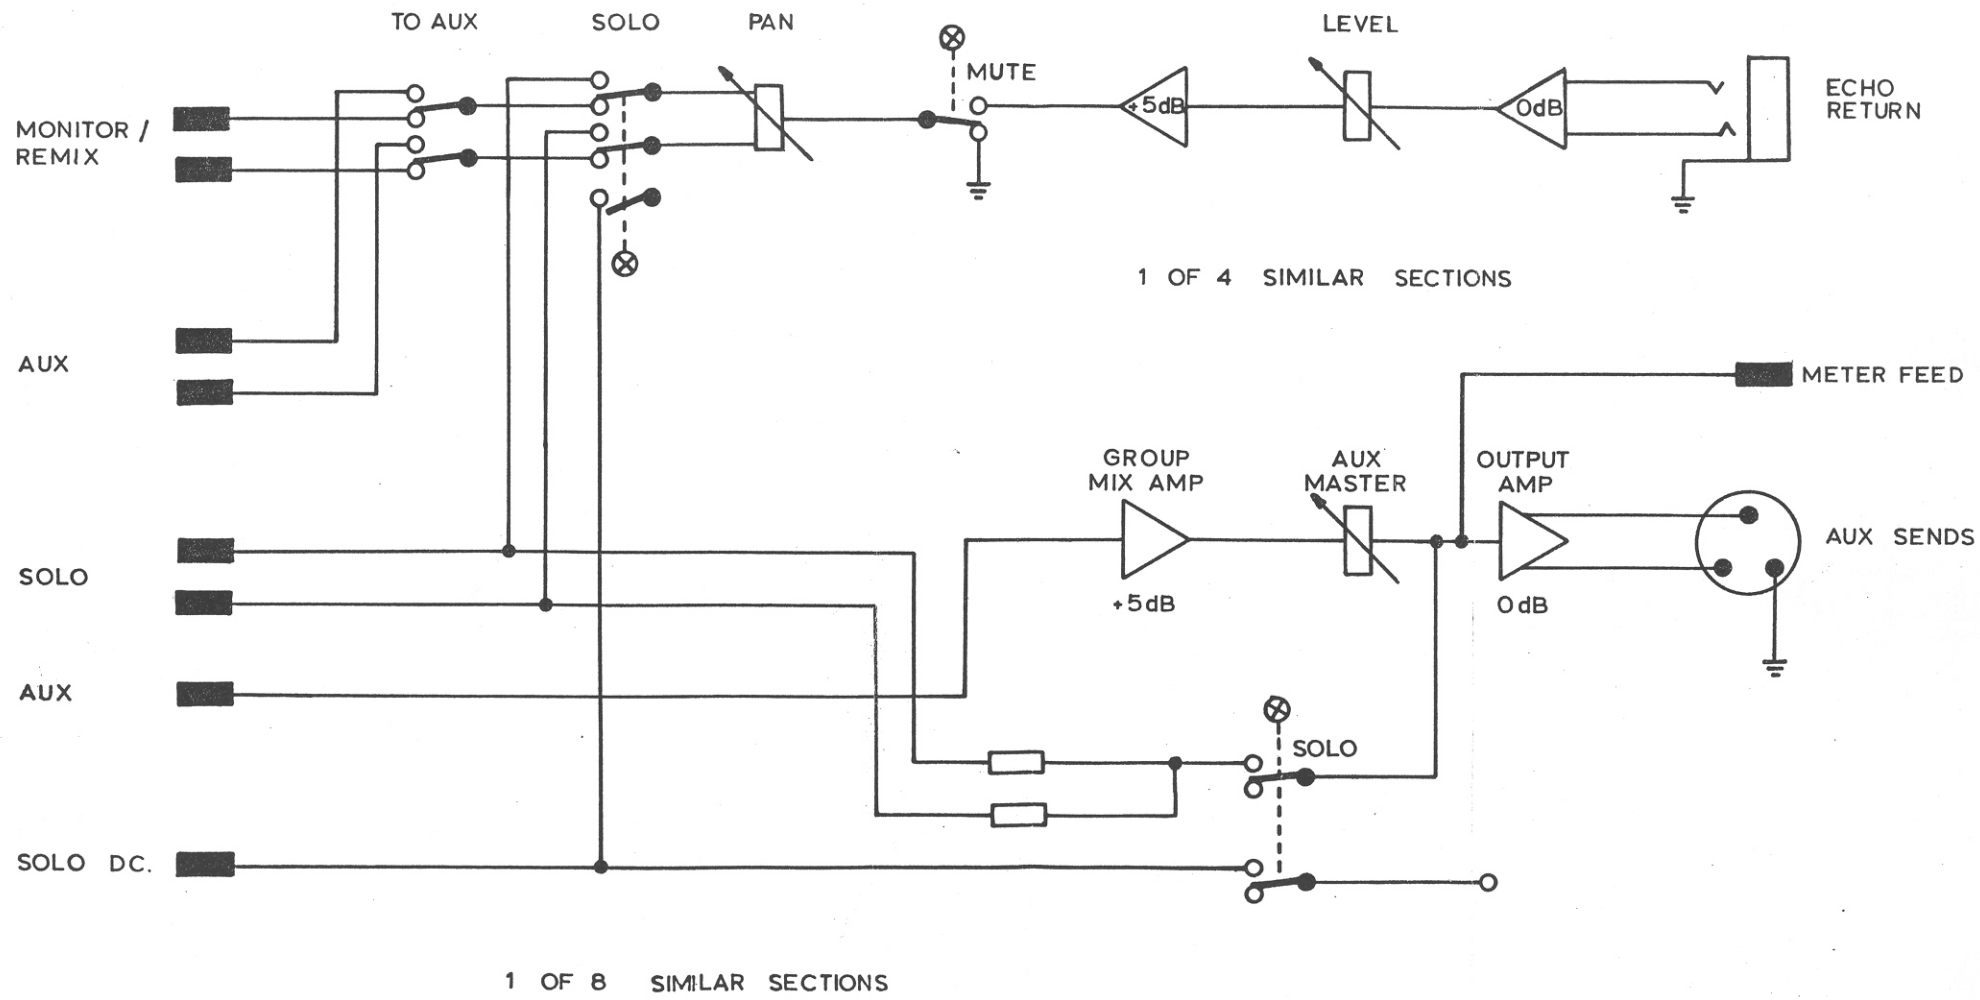 TO AUX
SOLO
PAN
LEVEL
MUTE
ECHO
RETURN
MONITOR /
REMIX
+5dB
0dB
1 OF 4 SIMILAR SECTIONS
AUX
METER FEED
GROUP
MIX AMP
AUX
MASTER
OUTPUT
AMP
AUX SENDS
SOLO
+5dB
0dB
AUX
SOLO
SOLO DC.
1 OF 8 SIMILAR SECTIONS